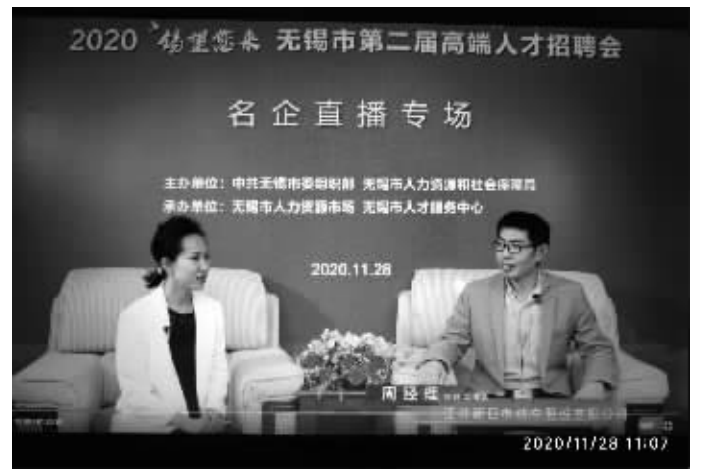 2020 锡望您来 无锡市第二届高端人才招聘会
名企直播专场
主办单位：中共无锡市委组织部 无锡市人力资源和社会保障局
承办单位：无锡市人力资源市场 无锡市人才服务中心
2020.11.28
周经理
2020/11/28 11:07